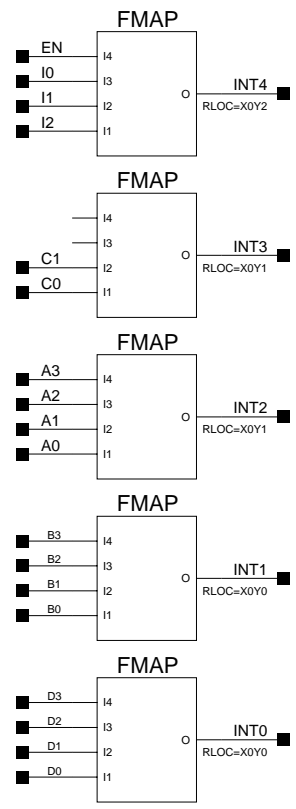 FMAP
EN I4
I0 I3 O INT4
I1 I2 RLOC=X0Y2
I2 I1
FMAP
I4
I3 O INT3
C1 I2 RLOC=X0Y1
C0 I1
FMAP
A3 I4
A2 I3 O INT2
A1 I2 RLOC=X0Y1
A0 I1
FMAP
B3 I4
B2 I3 O INT1
B1 I2 RLOC=X0Y0
B0 I1
FMAP
D3 I4
D2 I3 O INT0
D1 I2 RLOC=X0Y0
D0 I1